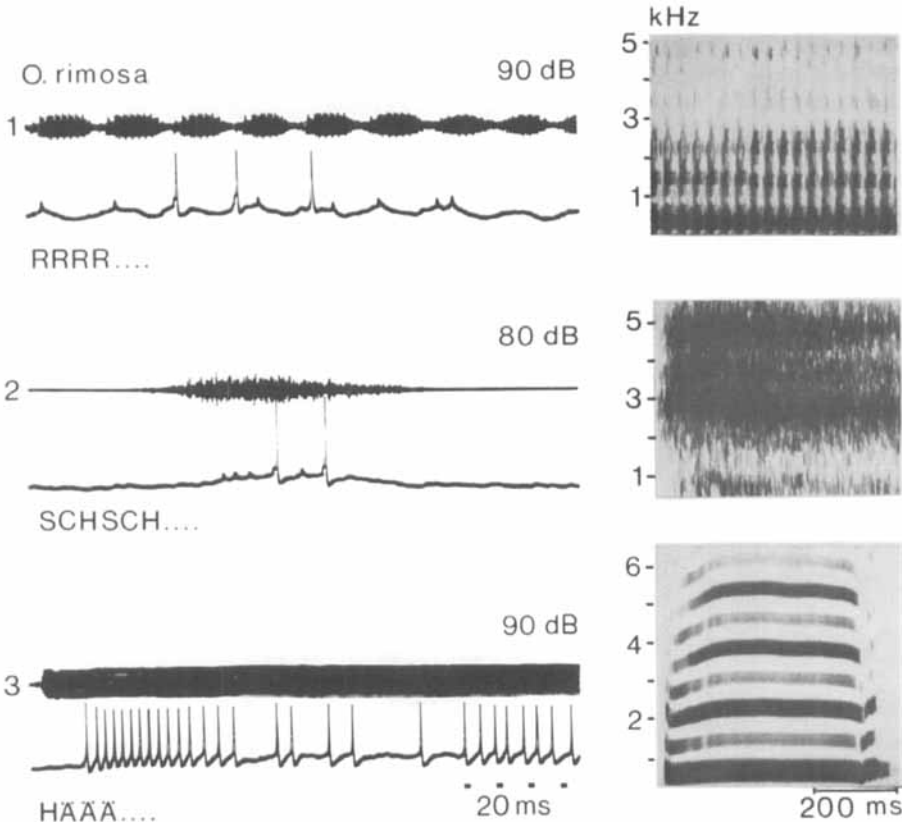 kHz
O. rimosa 90 dB 5
1 3
1
RRRR....
80 dB 5
2 3
1
SCHSCH....
90 dB 6
4
3 2
20 ms
HÄÄÄ.... 200 ms